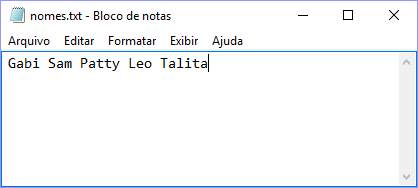 nomes.txt - Bloco de notas
Arquivo Editar Formatar Exibir Ajuda
Gabi Sam Patty Leo Talita